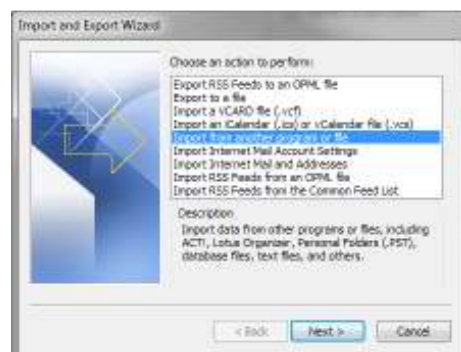 Import and Export Wizard
Choose an action to perform:
Export RSS Feeds to an OPML file
Export to a file
Import a VCARD file (.vcf)
Import an iCalendar (.ics) or vCalendar file (.vcs)
Import from another program or file
Import Internet Mail Account Settings
Import Internet Mail and Addresses
Import RSS Feeds from an OPML file
Import RSS Feeds from the Common Feed List
Description
Import data from other programs or files, including
ACT!, Lotus Organizer, Personal Folders (.PST),
database files, text files, and others.
< Back Next > Cancel